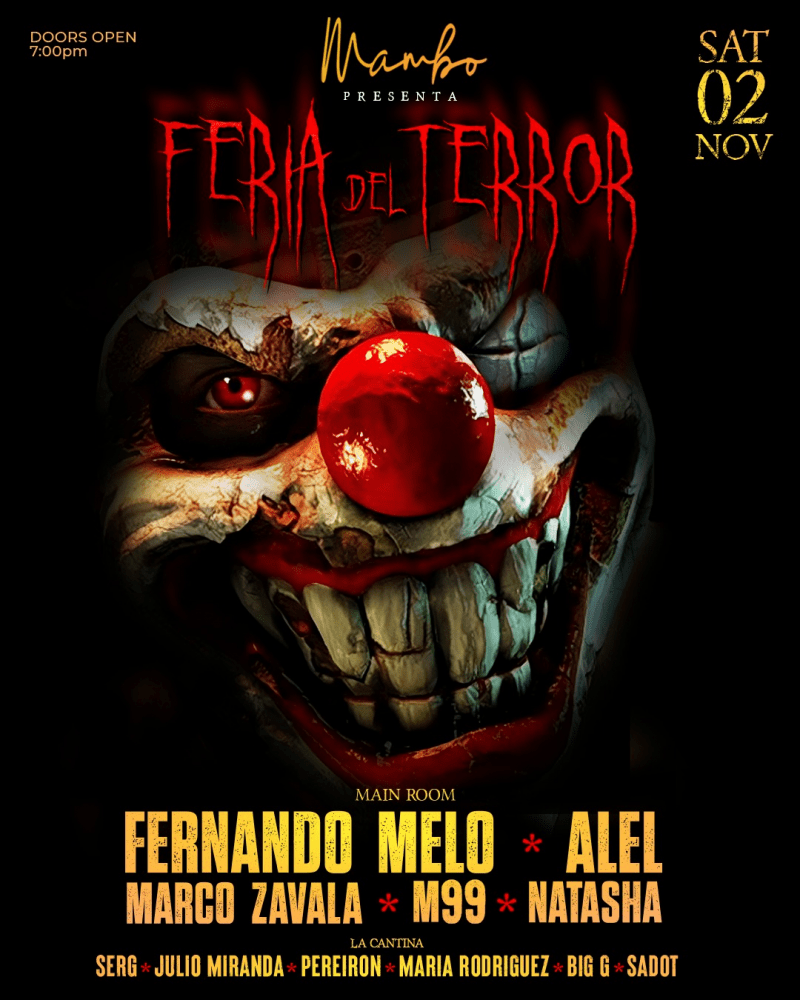 DOORS OPEN
7:00pm
Mambo
PRESENTA
SAT
02
NOV
FERIA DEL TERROR
MAIN ROOM
FERNANDO MELO * ALEL
MARCO ZAVALA * M99 * NATASHA
LA CANTINA
SERG * JULIO MIRANDA * PEREIRON * MARIA RODRIGUEZ * BIG G * SADOT